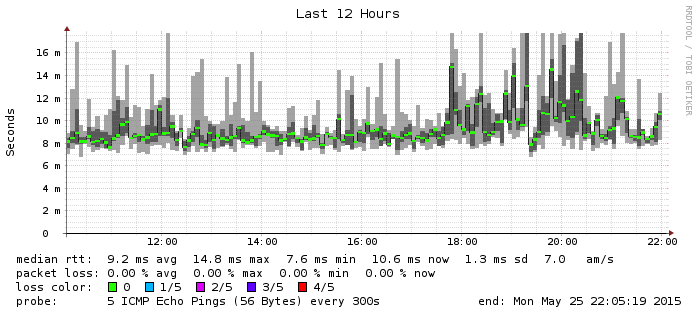 Last 12 Hours
RRDTOOL / TOBI OETIKER
Seconds
16 m
14 m
12 m
10 m
8 m
6 m
4 m
2 m
0
12:00 14:00 16:00 18:00 20:00 22:00
median rtt: 9.2 ms avg 14.8 ms max 7.6 ms min 10.6 ms now 1.3 ms sd 7.0 am/s
packet loss: 0.00 % avg 0.00 % max 0.00 % min 0.00 % now
loss color: 0 1/5 2/5 3/5 4/5
probe: 5 ICMP Echo Pings (56 Bytes) every 300s end: Mon May 25 22:05:19 2015